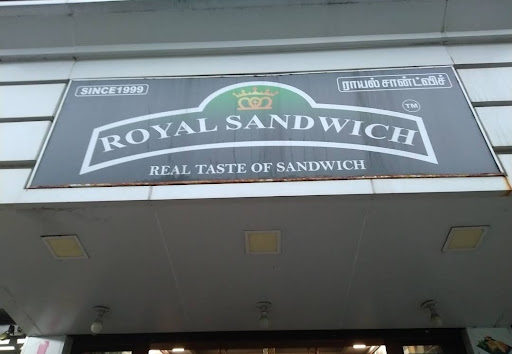 SINCE1999
ராயல் சான்ட்விச்
TM
ROYAL SANDWICH
REAL TASTE OF SANDWICH